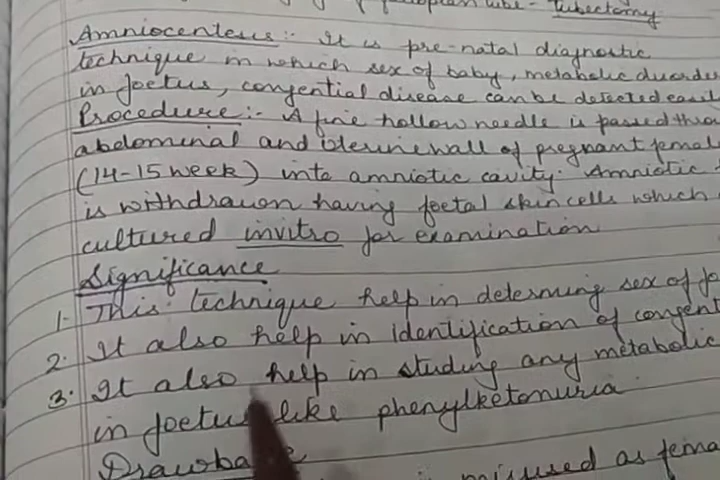 fallopian tube - Tubectomy
Amniocentesis:- It is pre-natal diagnostic
technique in which sex of baby, metabolic disorder
in foetus, congential disease can be detected easil
Procedure:- A fine hollow needle is passed thro
abdominal and uterine wall of pregnant femal
(14-15 week) into amniotic cavity. Amniotic
is withdrawn having foetal skin cells which
cultured invitro for examination
Significance
1. This technique help in deterning sex of fo
2. It also help in identification of congent
3. It also help in studing any metabolic
in foetus like phenylketonuria.
Drawba
misused as fema